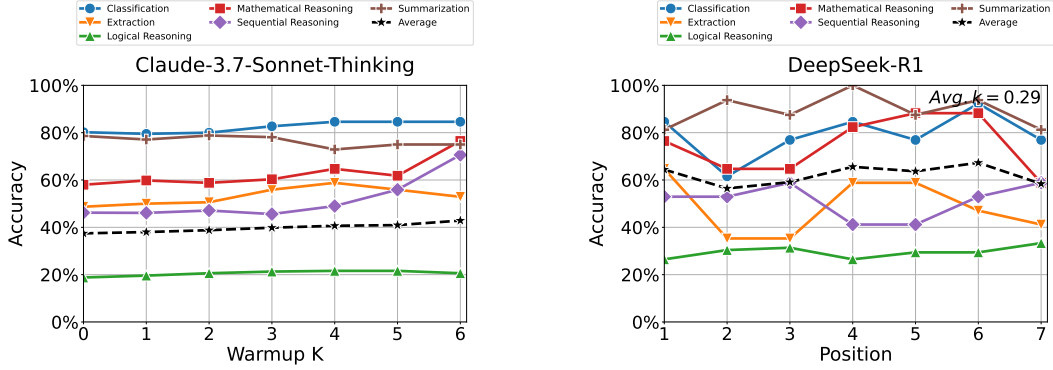 Classification Mathematical Reasoning Summarization
Extraction Sequential Reasoning Average
Logical Reasoning
Claude-3.7-Sonnet-Thinking
100%
80%
60%
40%
20%
0%
Accuracy
0 1 2 3 4 5 6
Warmup K
Classification Mathematical Reasoning Summarization
Extraction Sequential Reasoning Average
Logical Reasoning
DeepSeek-R1
Avg. k = 0.29
100%
80%
60%
40%
20%
0%
Accuracy
1 2 3 4 5 6 7
Position